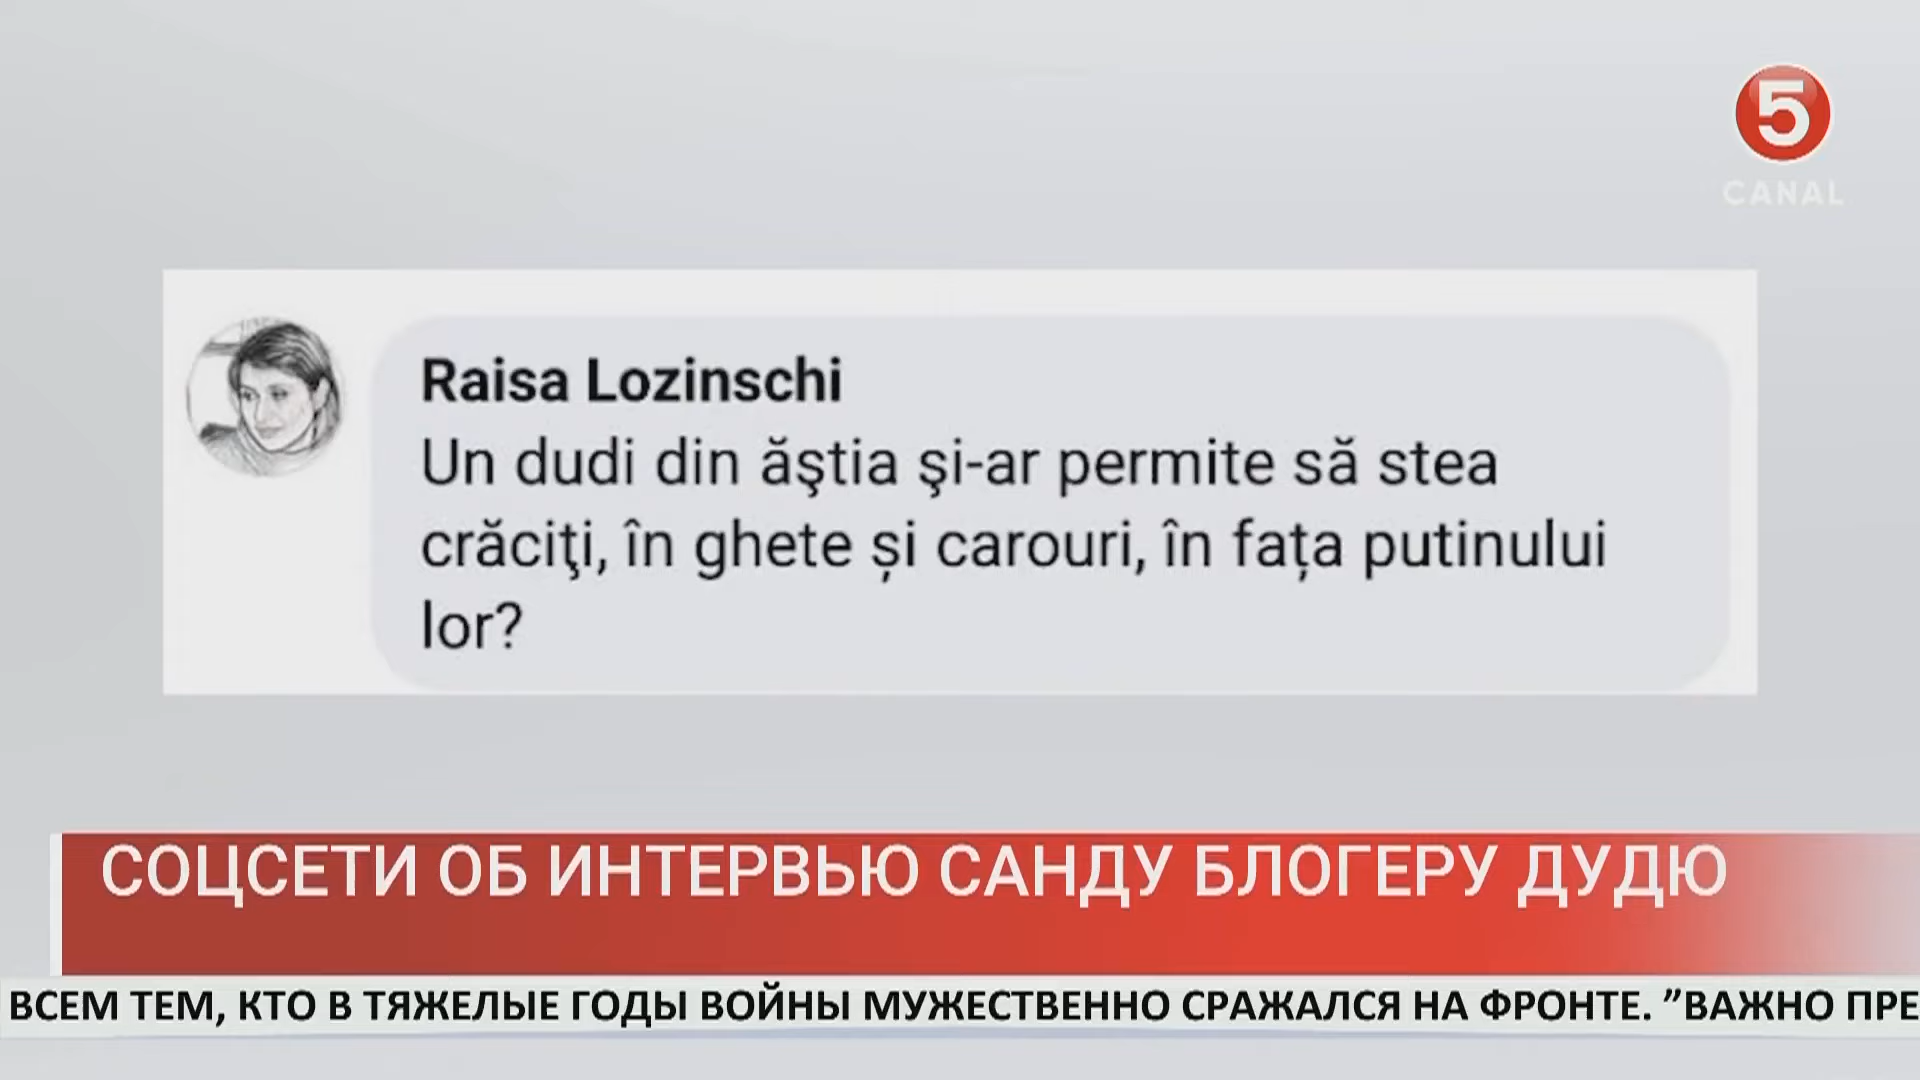 5
CANAL
Raisa Lozinschi
Un dudi din ăştia şi-ar permite să stea
crăciţi, în ghete și carouri, în fața putinului
lor?
СОЦСЕТИ ОБ ИНТЕРВЬЮ САНДУ БЛОГЕРУ ДУДЮ
ВСЕМ ТЕМ, КТО В ТЯЖЕЛЫЕ ГОДЫ ВОЙНЫ МУЖЕСТВЕННО СРАЖАЛСЯ НА ФРОНТЕ. ”ВАЖНО ПРЕ